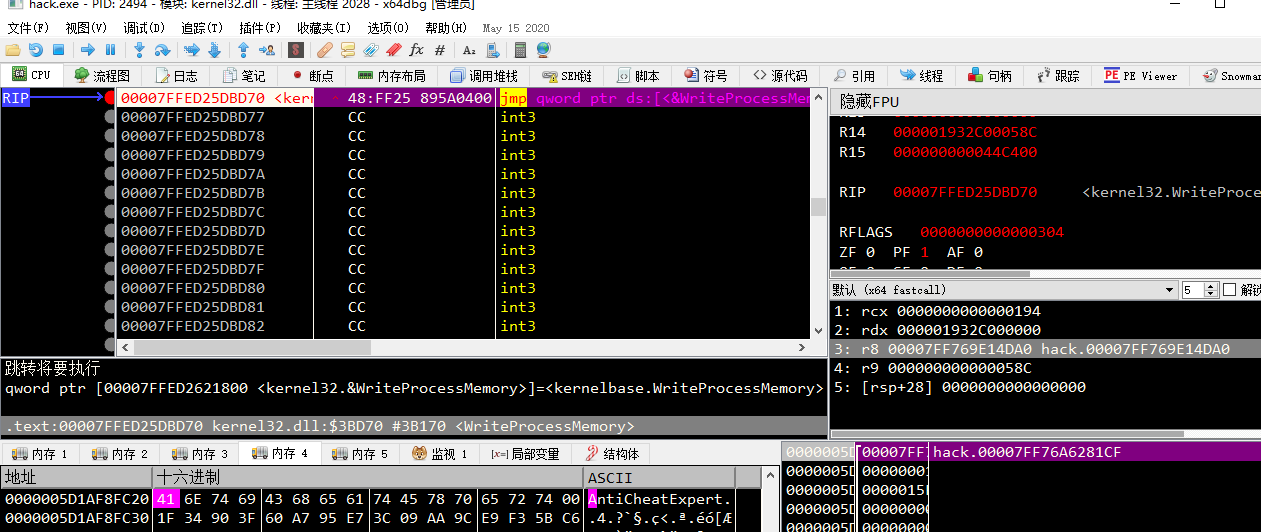 hack.exe - PID: 2494 - 模块: kernel32.dll - 线程: 主线程 2028 - x64dbg [管理员]
文件(F) 视图(V) 调试(D) 追踪(T) 插件(P) 收藏夹(I) 选项(O) 帮助(H) May 15 2020
CPU 流程图 日志 笔记 断点 内存布局 调用堆栈 SEH链 脚本 符号 源代码 引用 线程 句柄 跟踪 PE Viewer Snowman
RIP 00007FFED25DBD70 <ker 48:FF25 895A0400 jmp qword ptr ds:[<&WriteProcessMem
00007FFED25DBD77 CC int3
00007FFED25DBD78 CC int3
00007FFED25DBD79 CC int3
00007FFED25DBD7A CC int3
00007FFED25DBD7B CC int3
00007FFED25DBD7C CC int3
00007FFED25DBD7D CC int3
00007FFED25DBD7E CC int3
00007FFED25DBD7F CC int3
00007FFED25DBD80 CC int3
00007FFED25DBD81 CC int3
00007FFED25DBD82 CC int3
隐藏FPU
R14 000001932C00058C
R15 000000000044C400
RIP 00007FFED25DBD70 <kernel32.WriteProce
RFLAGS 0000000000000304
ZF 0 PF 1 AF 0
默认 (x64 fastcall) 5 解锁
1: rcx 0000000000000194
2: rdx 000001932C000000
3: r8 00007FF769E14DA0 hack.00007FF769E14DA0
4: r9 000000000000058C
5: [rsp+28] 0000000000000000
跳转将要执行
qword ptr [00007FFED2621800 <kernel32.&WriteProcessMemory>]=<kernelbase.WriteProcessMemory>
.text:00007FFED25DBD70 kernel32.dll:$3BD70 #3B170 <WriteProcessMemory>
内存 1 内存 2 内存 3 内存 4 内存 5 监视 1 [x=] 局部变量 结构体
地址 十六进制 ASCII
0000005D1AF8FC20 41 6E 74 69 43 68 65 61 74 45 78 70 65 72 74 00 AntiCheatExpert.
0000005D1AF8FC30 1F 34 90 3F 60 A7 95 E7 3C 09 AA 9C E9 F3 5B C6 .4.?`§.ç<.ª.éó[Æ
0000005D 00007FF7 hack.00007FF76A6281CF
0000005D 00000001
0000005D 0000015
0000005D 00000000